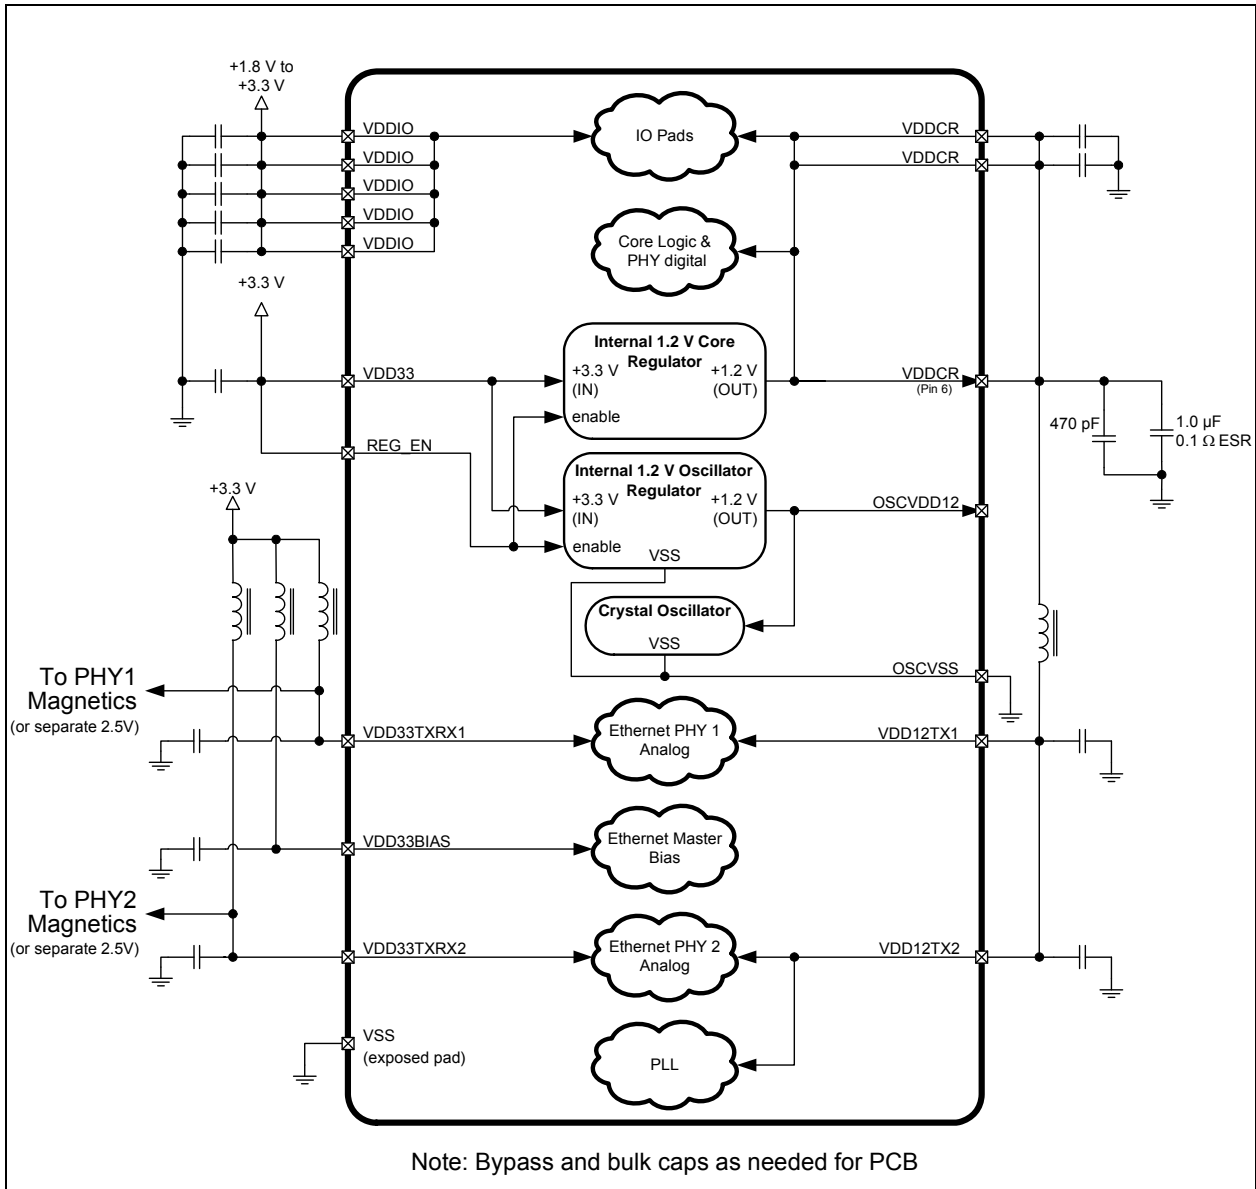 +1.8 V to
+3.3 V
VDDIO
VDDIO
VDDIO
VDDIO
VDDIO
IO Pads
VDDCR
VDDCR
Core Logic &
PHY digital
+3.3 V
Internal 1.2 V Core
Regulator
+3.3 V
(IN)
+1.2 V
(OUT)
enable
VDD33
VDDCR
(Pin 6)
470 pF
1.0 µF
0.1 Ω ESR
REG_EN
Internal 1.2 V Oscillator
Regulator
+3.3 V
(IN)
+1.2 V
(OUT)
enable
VSS
OSCVDD12
+3.3 V
Crystal Oscillator
VSS
OSCVSS
To PHY1
Magnetics
(or separate 2.5V)
VDD33TXRX1
Ethernet PHY 1
Analog
VDD12TX1
VDD33BIAS
Ethernet Master
Bias
To PHY2
Magnetics
(or separate 2.5V)
VDD33TXRX2
Ethernet PHY 2
Analog
VDD12TX2
VSS
(exposed pad)
PLL
Note: Bypass and bulk caps as needed for PCB